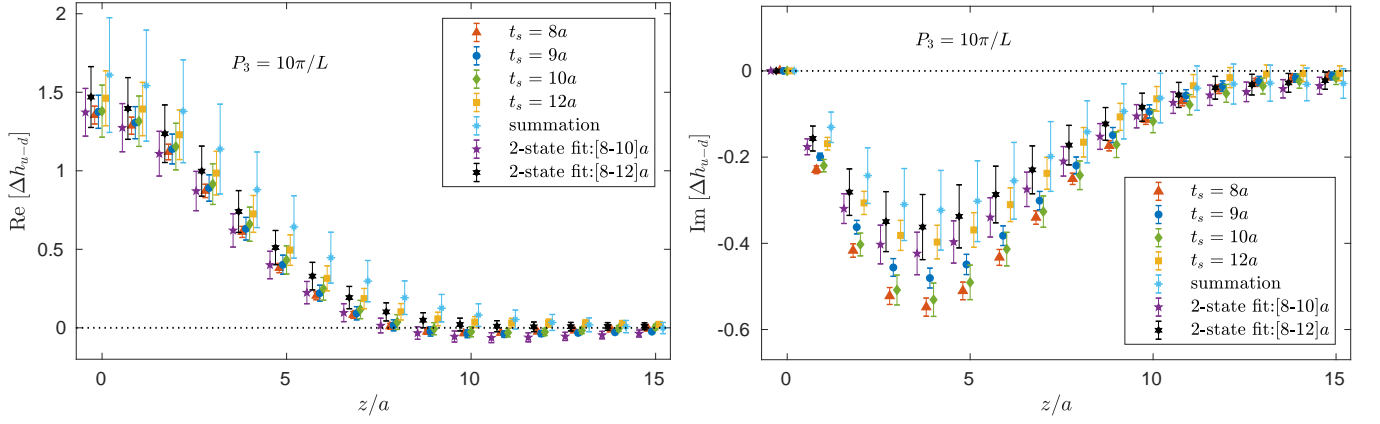 P₃ = 10π/L
t_s = 8a
t_s = 9a
t_s = 10a
t_s = 12a
summation
2-state fit:[8-10]a
2-state fit:[8-12]a
Re [Δh_{u−d}]
2
1.5
1
0.5
0
0
5
10
15
z/a
P₃ = 10π/L
t_s = 8a
t_s = 9a
t_s = 10a
t_s = 12a
summation
2-state fit:[8-10]a
2-state fit:[8-12]a
Im [Δh_{u−d}]
0
-0.2
-0.4
-0.6
0
5
10
15
z/a